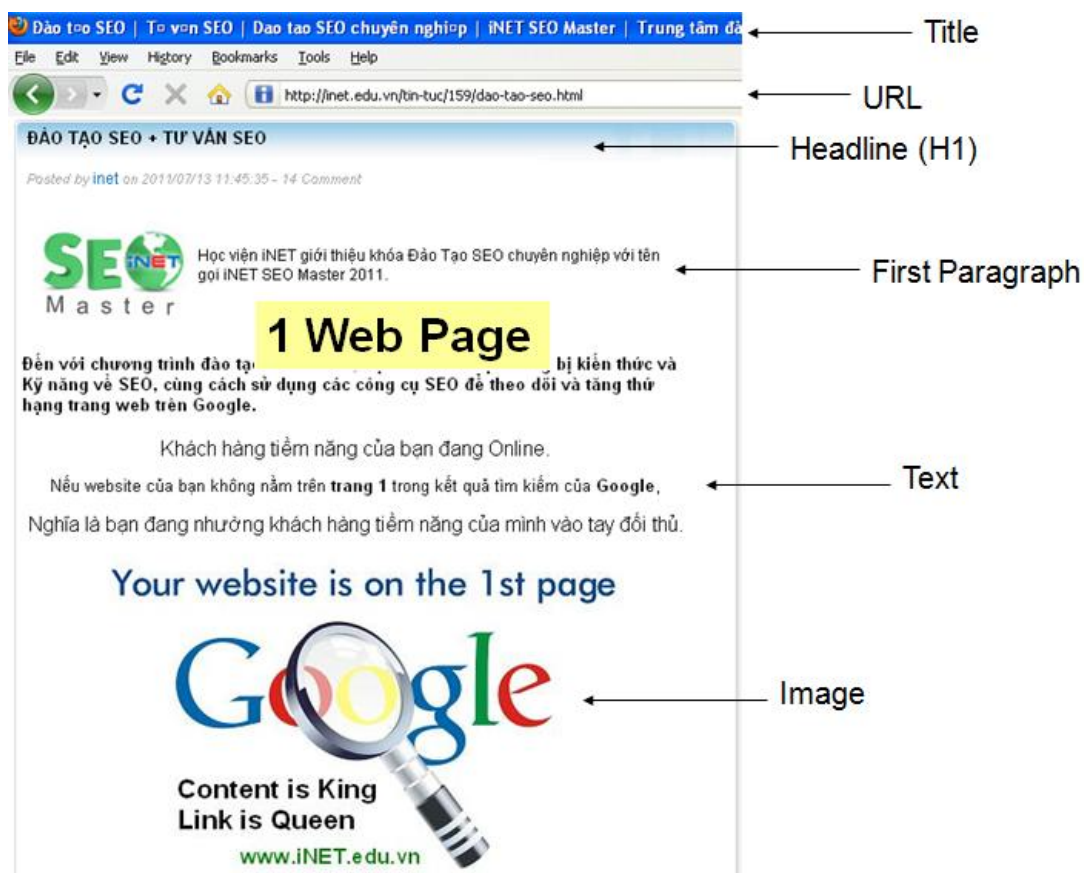 Đào t¤o SEO | T¤ v¤n SEO | Dao tao SEO chuyên nghi¤p | iNET SEO Master | Trung tâm đà
Title
File Edit View History Bookmarks Tools Help
http://inet.edu.vn/tin-tuc/159/dao-tao-seo.html
URL
ĐÀO TẠO SEO + TƯ VẤN SEO
Headline (H1)
Posted by inet on 2011/07/13 11:45:35 - 14 Comment
SEO iNET
Master
Học viện iNET giới thiệu khóa Đào Tạo SEO chuyên nghiệp với tên
gọi iNET SEO Master 2011.
First Paragraph
1 Web Page
Đến với chương trình đào tạ bị kiến thức và
Kỹ năng về SEO, cùng cách sử dụng các công cụ SEO để theo dõi và tăng thứ
hạng trang web trên Google.
Khách hàng tiềm năng của bạn đang Online.
Nếu website của bạn không nằm trên trang 1 trong kết quả tìm kiếm của Google,
Text
Nghĩa là bạn đang nhường khách hàng tiềm năng của mình vào tay đối thủ.
Your website is on the 1st page
Google
Image
Content is King
Link is Queen
www.iNET.edu.vn